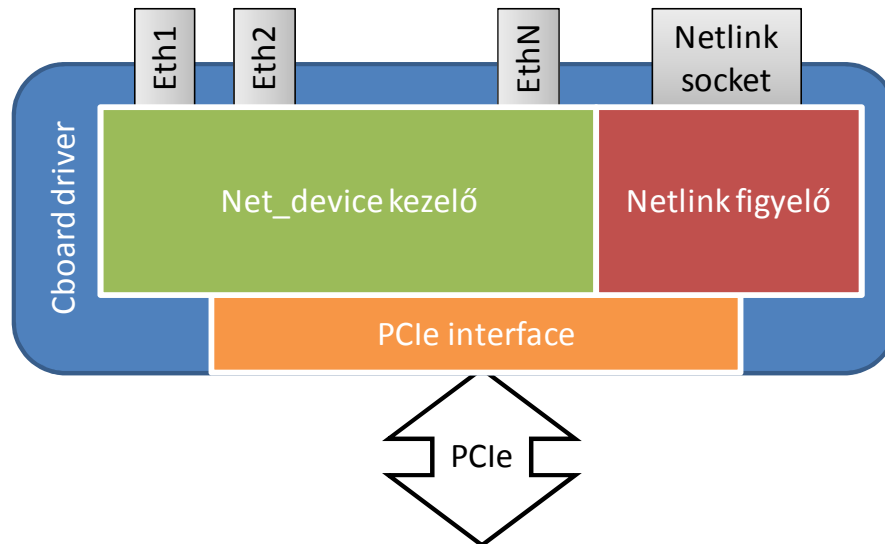 Eth1
Eth2
EthN
Netlink
socket
Cboard driver
Net_device kezelő
Netlink figyelő
PCIe interface
PCIe